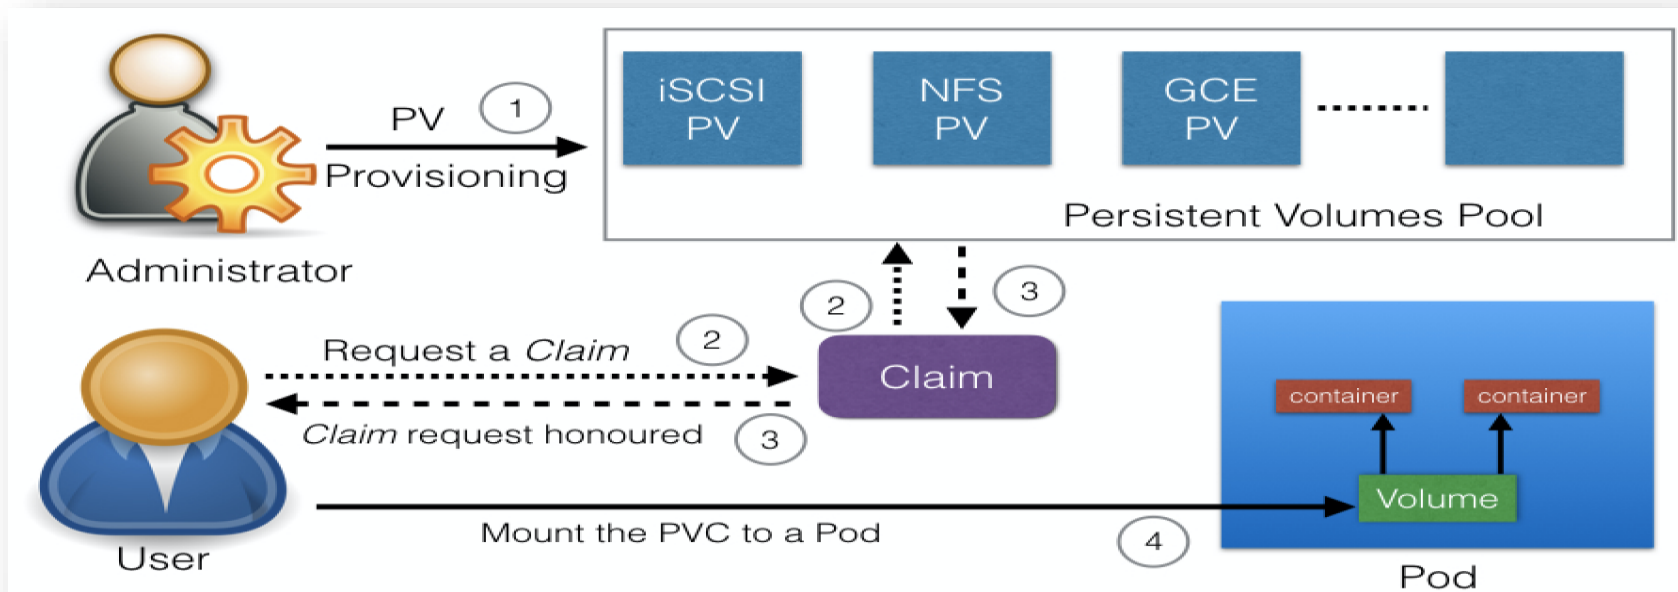 PV
1
Provisioning
Administrator
iSCSI
PV
NFS
PV
GCE
PV
Persistent Volumes Pool
2
3
Request a Claim
2
Claim
Claim request honoured
3
User
Mount the PVC to a Pod
4
container
container
Volume
Pod